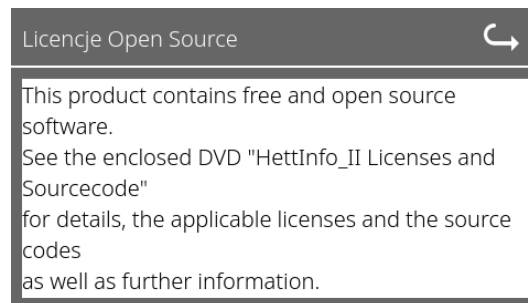 Licencje Open Source
This product contains free and open source
software.
See the enclosed DVD "HettInfo_II Licenses and
Sourcecode"
for details, the applicable licenses and the source
codes
as well as further information.